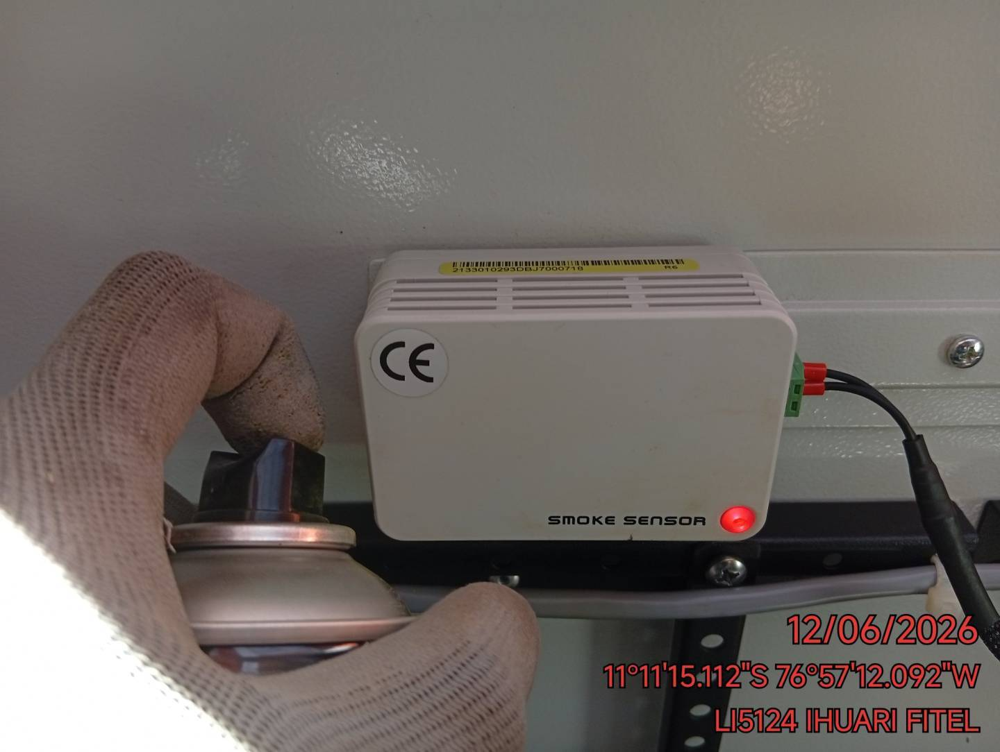 2133010293DBJ7000718 R6
CE
SMOKE SENSOR
12/06/2026
11°11'15.112"S 76°57'12.092"W
LI5124 IHUARI FITEL